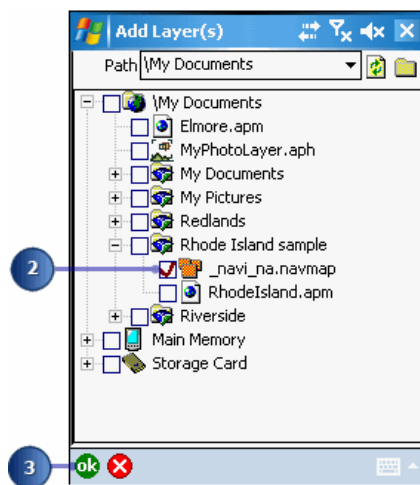 Add Layer(s)
Path \My Documents
\My Documents
Elmore.apm
MyPhotoLayer.aph
My Documents
My Pictures
Redlands
Rhode Island sample
2
_navi_na.navmap
RhodeIsland.apm
Riverside
Main Memory
Storage Card
3
ok